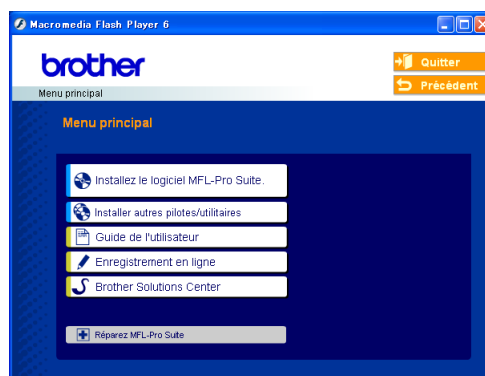 Macromedia Flash Player 6
brother
Quitter
Précédent
Menu principal
Menu principal
Installez le logiciel MFL-Pro Suite.
Installer autres pilotes/utilitaires
Guide de l'utilisateur
Enregistrement en ligne
Brother Solutions Center
Réparez MFL-Pro Suite